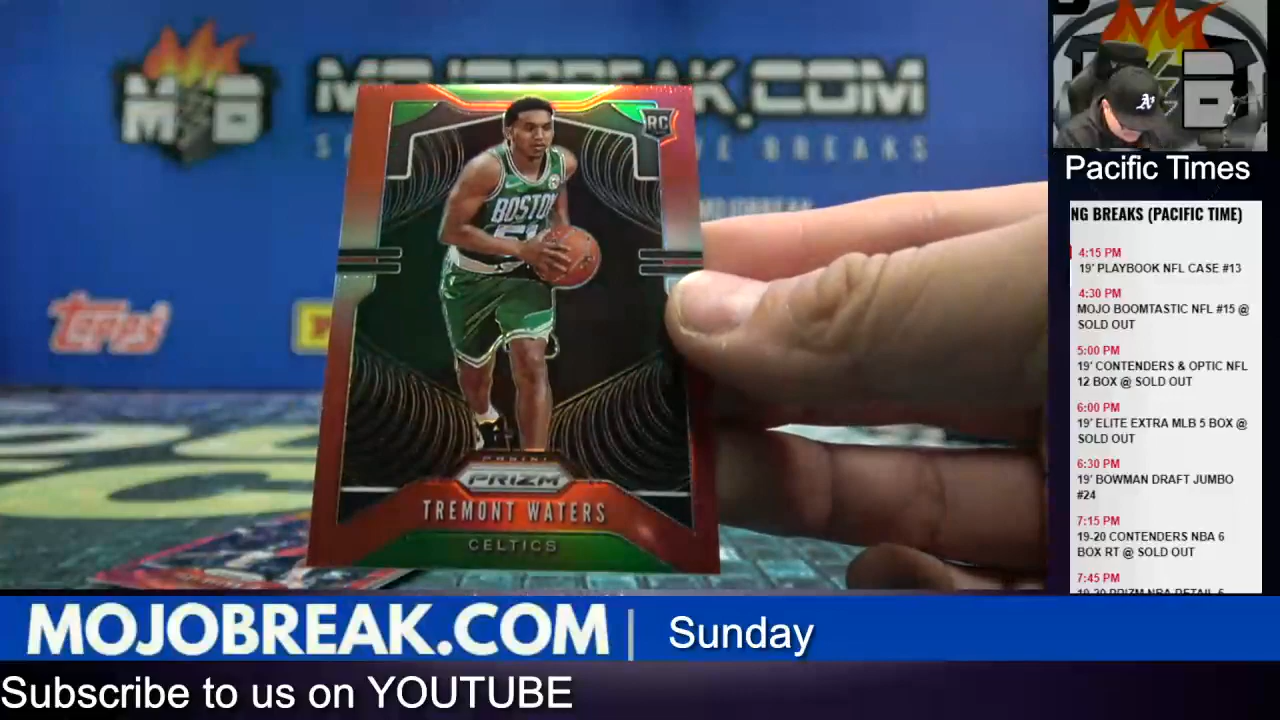 MOJOBREAK.COM
Topps
RC
BOSTON
51
PANINI
PRIZM
TREMONT WATERS
CELTICS
A's
Pacific Times
NG BREAKS (PACIFIC TIME)
4:15 PM
19' PLAYBOOK NFL CASE #13
4:30 PM
MOJO BOOMTASTIC NFL #15 @
SOLD OUT
5:00 PM
19' CONTENDERS & OPTIC NFL
12 BOX @ SOLD OUT
6:00 PM
19' ELITE EXTRA MLB 5 BOX @
SOLD OUT
6:30 PM
19' BOWMAN DRAFT JUMBO
#24
7:15 PM
19-20 CONTENDERS NBA 6
BOX RT @ SOLD OUT
7:45 PM
MOJOBREAK.COM | Sunday
Subscribe to us on YOUTUBE